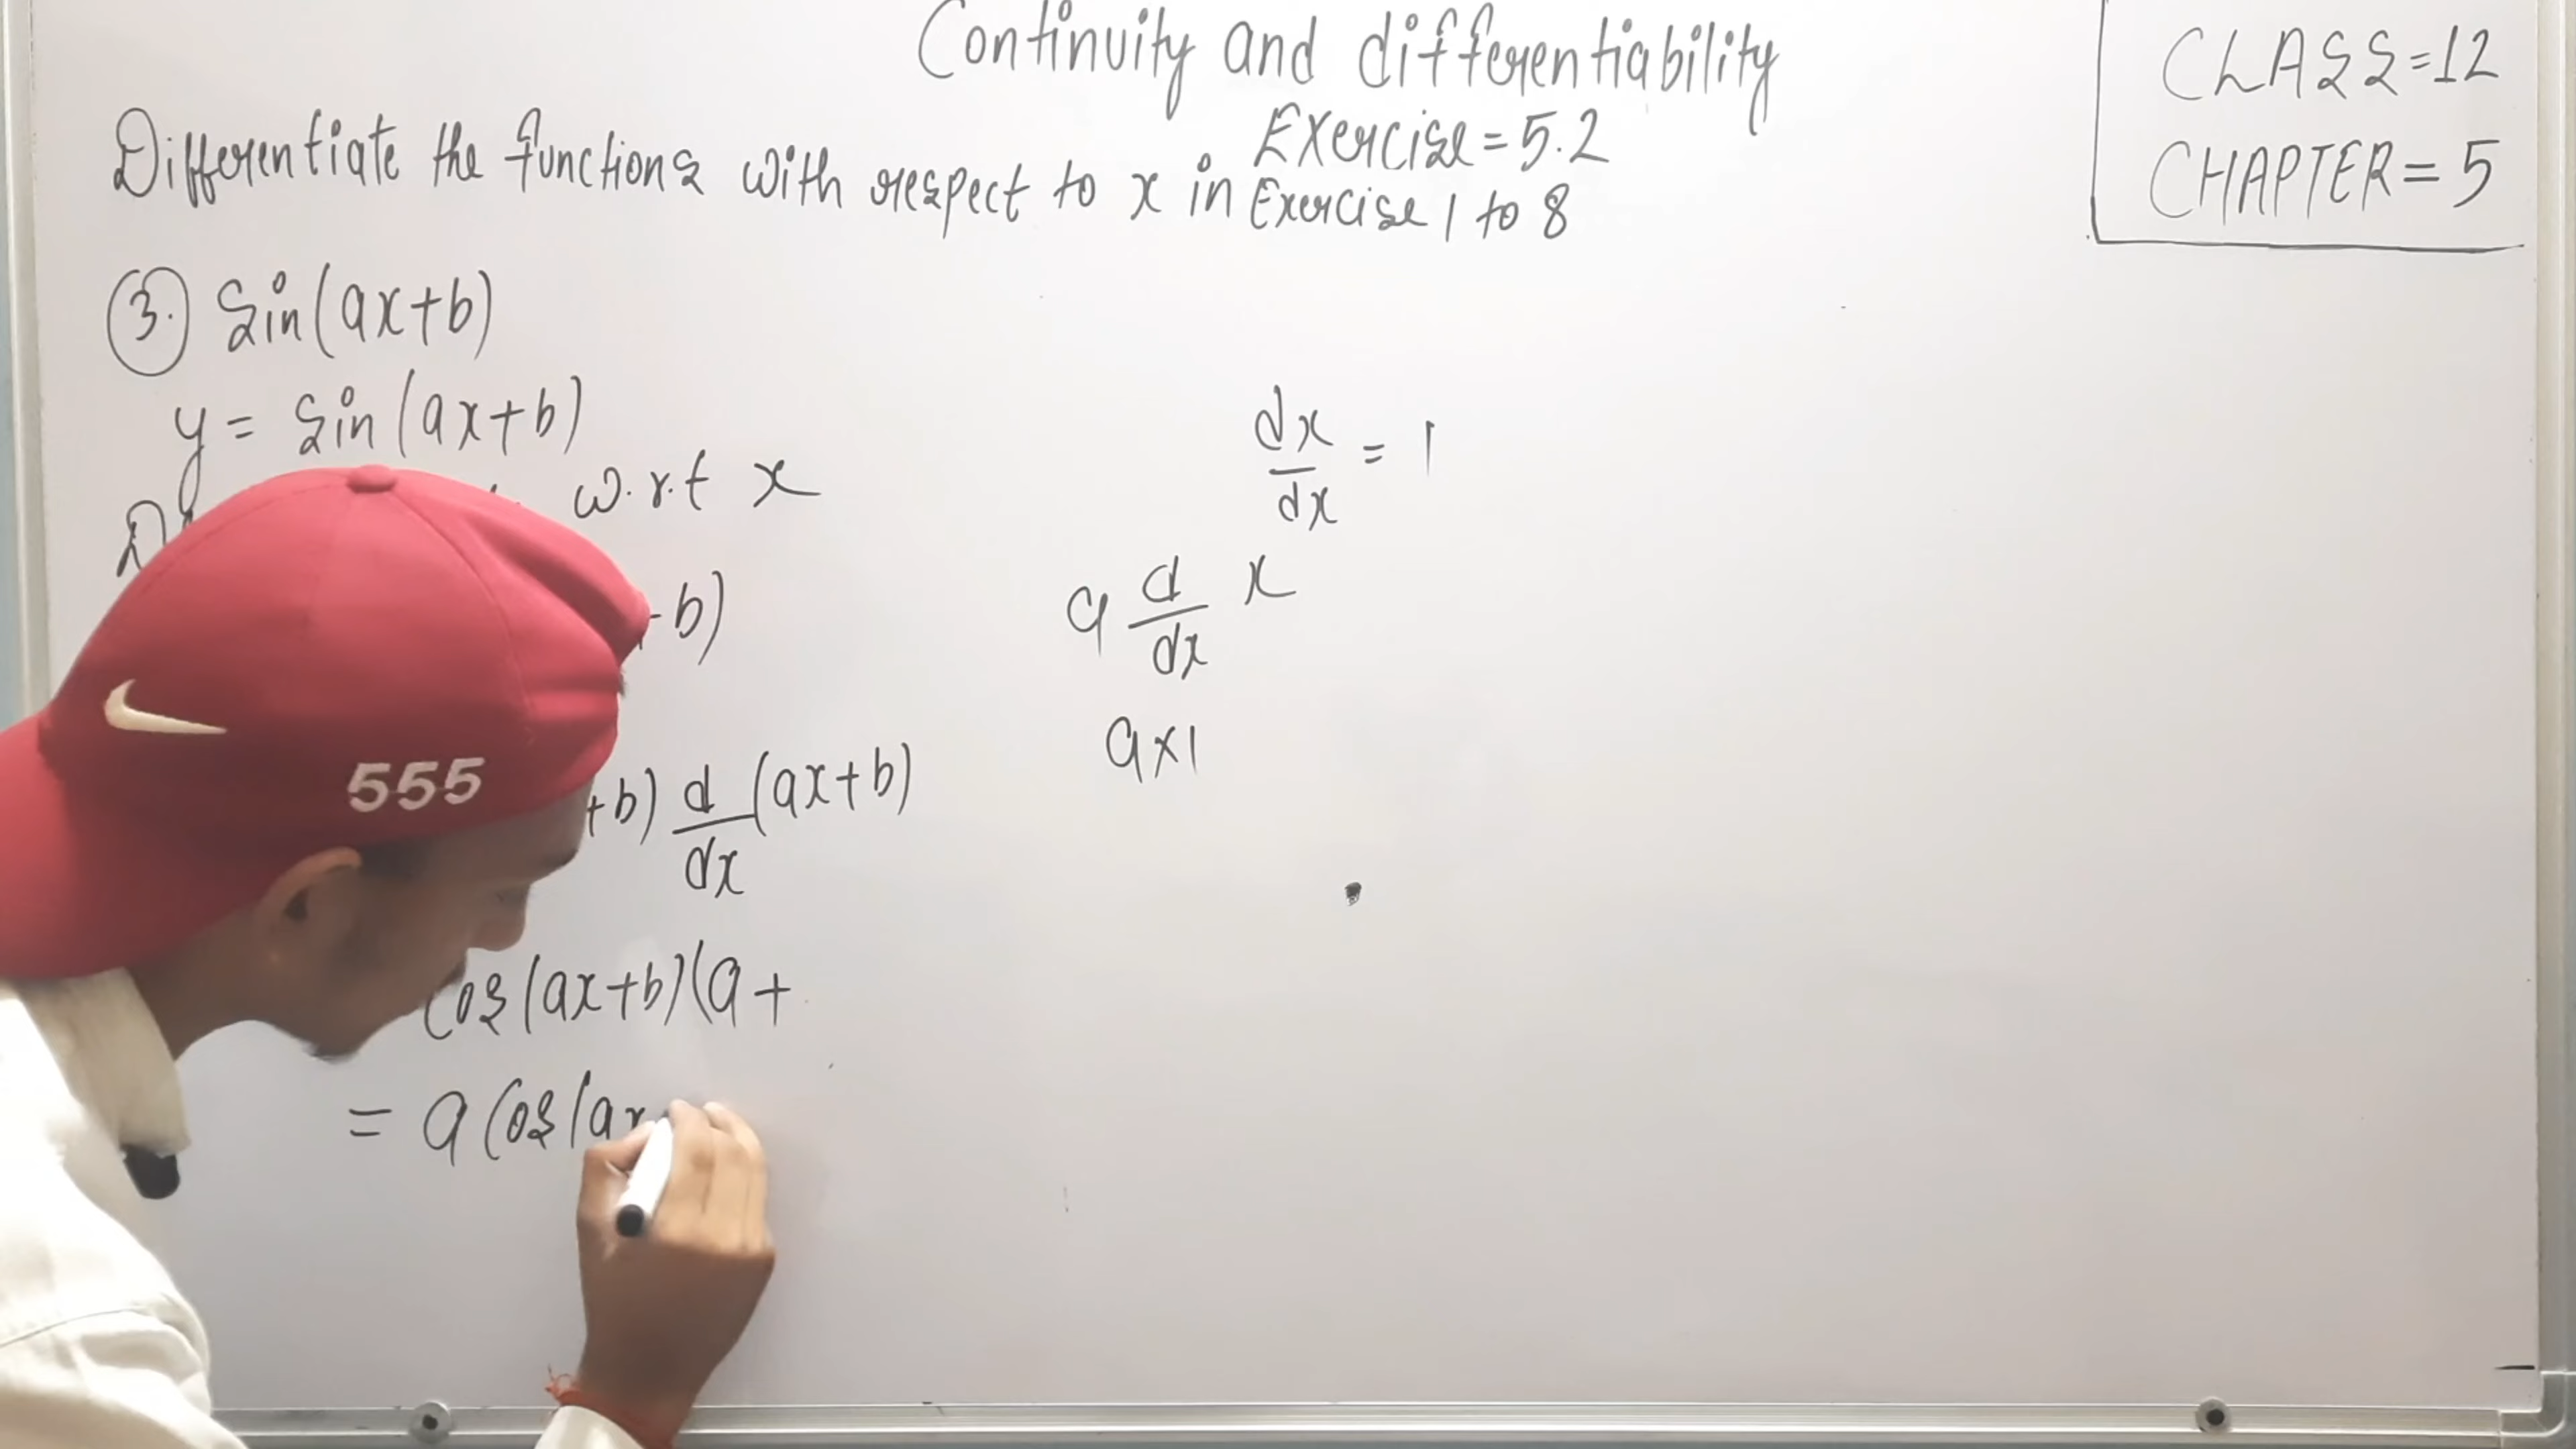 Continuity and differentiability
CLASS=12
CHAPTER=5
Exercise=5.2
Differentiate the functions with respect to x in Exercise 1 to 8
3. Sin(ax+b)
y = Sin(ax+b)
w.r.t x
b)
+b) d/dx (ax+b)
Cos(ax+b)(a+
= a Cos(ax
dx/dx = 1
a d/dx x
a×1
555